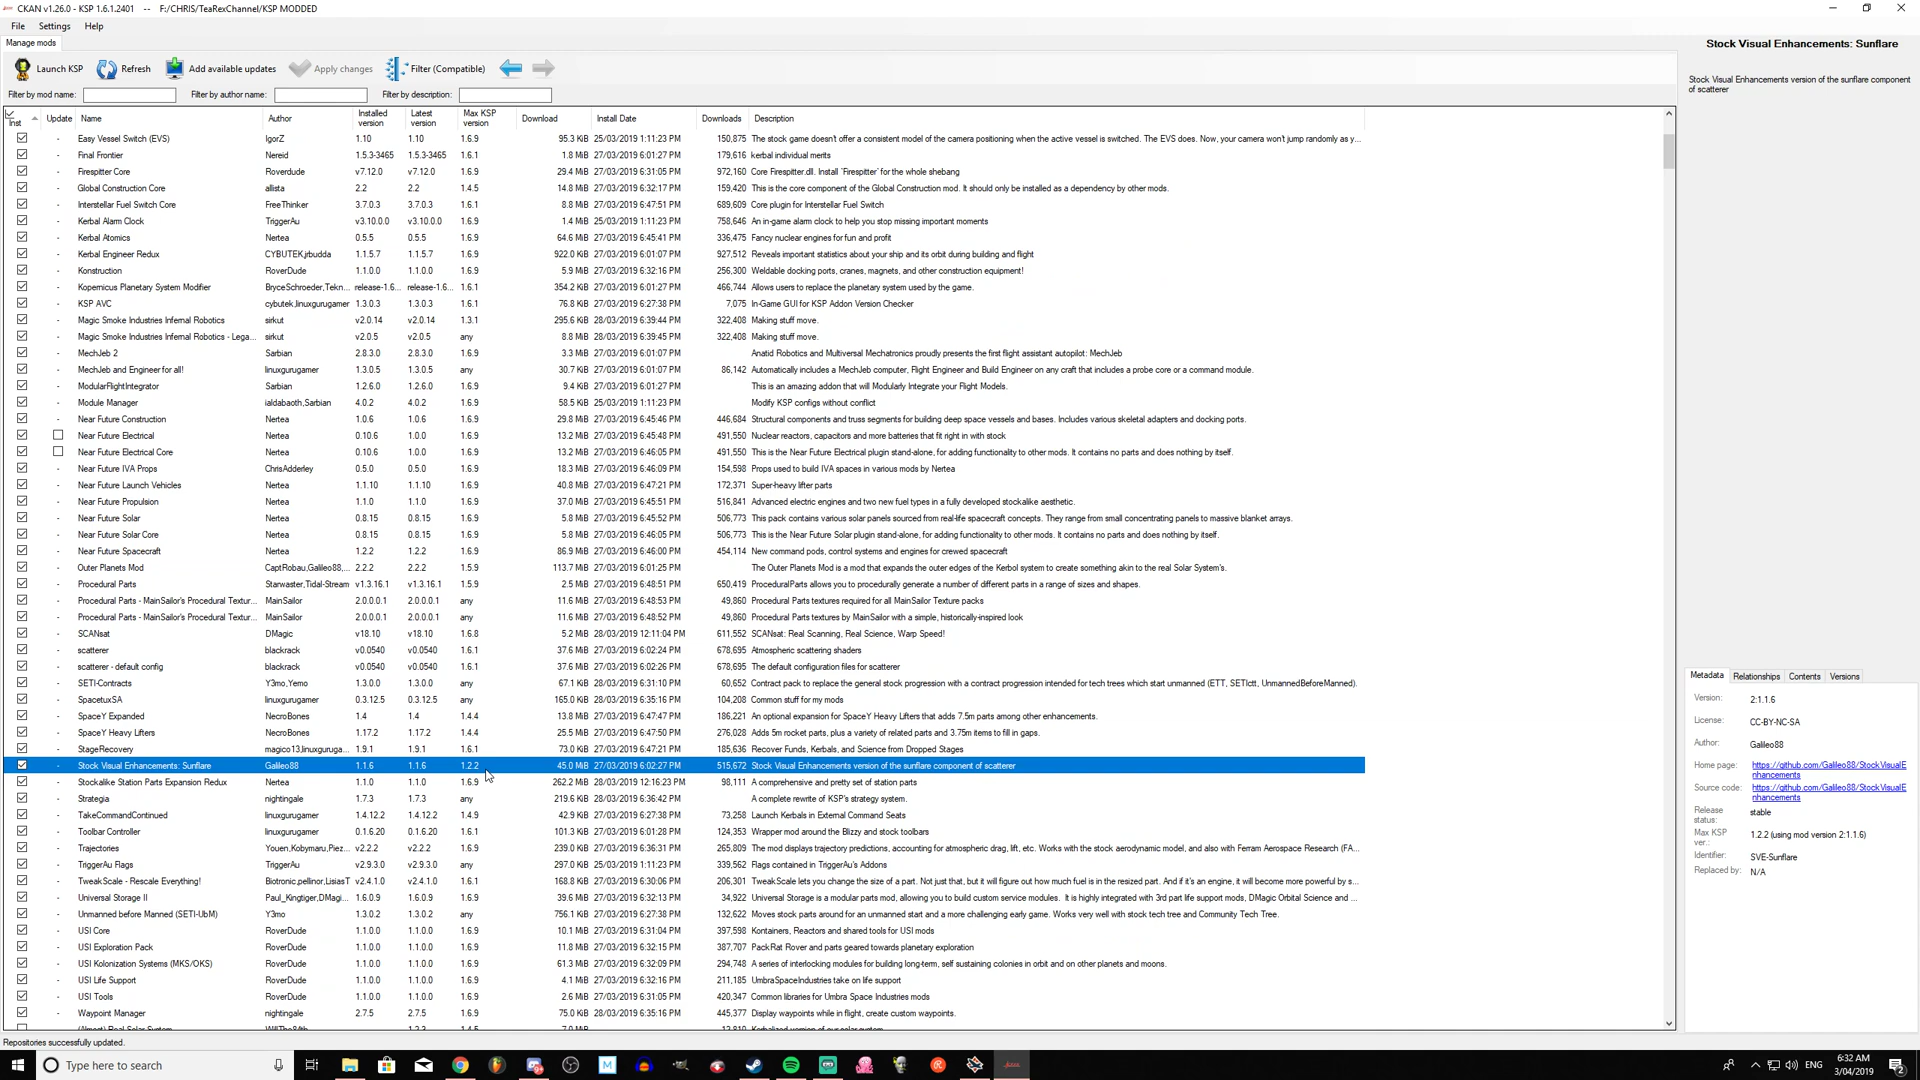 CKAN v1.26.0 - KSP 1.6.1.2401 -- F:/CHRIS/TeaRexChannel/KSP MODDED
File Settings Help
Manage mods
Launch KSP Refresh Add available updates Apply changes Filter (Compatible)
Filter by mod name: Filter by author name: Filter by description:
Inst Update Name Author Installed version Latest version Max KSP version Download Install Date Downloads Description
- Easy Vessel Switch (EVS) IgorZ 1.10 1.10 1.6.9 95.3 KiB 25/03/2019 1:11:23 PM 150,875 The stock game doesn't offer a consistent model of the camera positioning when the active vessel is switched. The EVS does. Now, your camera won't jump randomly as y...
- Final Frontier Nereid 1.5.3-3465 1.5.3-3465 1.6.1 1.8 MiB 27/03/2019 6:01:27 PM 179,616 kerbal individual merits
- Firespitter Core Roverdude v7.12.0 v7.12.0 1.6.9 29.4 MiB 27/03/2019 6:31:05 PM 972,160 Core Firespitter.dll. Install `Firespitter` for the whole shebang
- Global Construction Core allista 2.2 2.2 1.4.5 14.8 MiB 27/03/2019 6:32:17 PM 159,420 This is the core component of the Global Construction mod. It should only be installed as a dependency by other mods.
- Interstellar Fuel Switch Core FreeThinker 3.7.0.3 3.7.0.3 1.6.1 8.8 MiB 27/03/2019 6:47:51 PM 689,609 Core plugin for Interstellar Fuel Switch
- Kerbal Alarm Clock TriggerAu v3.10.0.0 v3.10.0.0 1.6.9 1.4 MiB 25/03/2019 1:11:23 PM 758,646 An in-game alarm clock to help you stop missing important moments
- Kerbal Atomics Nertea 0.5.5 0.5.5 1.6.9 64.6 MiB 27/03/2019 6:45:41 PM 336,475 Fancy nuclear engines for fun and profit
- Kerbal Engineer Redux CYBUTEK,jrbudda 1.1.5.7 1.1.5.7 1.6.9 922.0 KiB 27/03/2019 6:01:07 PM 927,512 Reveals important statistics about your ship and its orbit during building and flight
- Konstruction RoverDude 1.1.0.0 1.1.0.0 1.6.9 5.9 MiB 27/03/2019 6:32:16 PM 256,300 Weldable docking ports, cranes, magnets, and other construction equipment!
- Kopernicus Planetary System Modifier BryceSchroeder,Tekn... release-1.6... release-1.6... 1.6.1 354.2 KiB 27/03/2019 6:01:21 PM 466,744 Allows users to replace the planetary system used by the game.
- KSP AVC cybutek,linuxgurugamer 1.3.0.3 1.3.0.3 1.6.1 76.8 KiB 27/03/2019 6:27:38 PM 7,075 In-Game GUI for KSP Addon Version Checker
- Magic Smoke Industries Infernal Robotics sirkut v2.0.14 v2.0.14 1.3.1 295.6 KiB 28/03/2019 6:39:44 PM 322,408 Making stuff move.
- Magic Smoke Industries Infernal Robotics - Lega... sirkut v2.0.5 v2.0.5 any 8.8 MiB 28/03/2019 6:39:45 PM 322,408 Making stuff move.
- MechJeb 2 Sarbian 2.8.3.0 2.8.3.0 1.6.9 3.3 MiB 27/03/2019 6:01:07 PM Anatid Robotics and Multiversal Mechatronics proudly presents the first flight assistant autopilot: MechJeb
- MechJeb and Engineer for all! linuxgurugamer 1.3.0.5 1.3.0.5 any 30.7 KiB 27/03/2019 6:01:07 PM 86,142 Automatically includes a MechJeb computer, Flight Engineer and Build Engineer on any craft that includes a probe core or a command module.
- ModularFlightIntegrator Sarbian 1.2.6.0 1.2.6.0 1.6.9 9.4 KiB 27/03/2019 6:01:27 PM This is an amazing addon that will Modularly Integrate your Flight Models.
- Module Manager ialdabaoth,Sarbian 4.0.2 4.0.2 1.6.9 58.5 KiB 25/03/2019 1:11:23 PM Modify KSP configs without conflict
- Near Future Construction Nertea 1.0.6 1.0.6 1.6.9 29.8 MiB 27/03/2019 6:45:46 PM 446,684 Structural components and truss segments for building deep space vessels and bases. Includes various skeletal adapters and docking ports.
Near Future Electrical Nertea 0.10.6 1.0.0 1.6.9 13.2 MiB 27/03/2019 6:45:48 PM 491,550 Nuclear reactors, capacitors and more batteries that fit right in with stock
Near Future Electrical Core Nertea 0.10.6 1.0.0 1.6.9 13.2 MiB 27/03/2019 6:46:05 PM 491,550 This is the Near Future Electrical plugin stand-alone, for adding functionality to other mods. It contains no parts and does nothing by itself.
- Near Future IVA Props ChrisAdderley 0.5.0 0.5.0 1.6.9 18.3 MiB 27/03/2019 6:46:09 PM 154,598 Props used to build IVA spaces in various mods by Nertea
- Near Future Launch Vehicles Nertea 1.1.10 1.1.10 1.6.9 40.8 MiB 27/03/2019 6:47:21 PM 172,371 Super-heavy lifter parts
- Near Future Propulsion Nertea 1.1.0 1.1.0 1.6.9 37.0 MiB 27/03/2019 6:45:51 PM 516,841 Advanced electric engines and two new fuel types in a fully developed stockalike aesthetic.
- Near Future Solar Nertea 0.8.15 0.8.15 1.6.9 5.8 MiB 27/03/2019 6:45:52 PM 506,773 This pack contains various solar panels sourced from real-life spacecraft concepts. They range from small concentrating panels to massive blanket arrays.
- Near Future Solar Core Nertea 0.8.15 0.8.15 1.6.9 5.8 MiB 27/03/2019 6:45:52 PM 506,773 This is the Near Future Solar plugin stand-alone, for adding functionality to other mods. It contains no parts and does nothing by itself.
- Near Future Spacecraft Nertea 1.2.2 1.2.2 1.6.9 86.9 MiB 27/03/2019 6:46:00 PM 454,114 New command pods, control systems and engines for crewed spacecraft
- Outer Planets Mod CaptRobau,Galileo88,... 2.2.2 2.2.2 1.5.9 113.7 MiB 27/03/2019 6:01:25 PM The Outer Planets Mod is a mod that expands the outer edges of the Kerbol system to create something akin to the real Solar System's.
- Procedural Parts Starwaster,Tidal-Stream v1.3.16.1 v1.3.16.1 1.5.9 2.5 MiB 27/03/2019 6:48:51 PM 650,419 ProceduralParts allows you to procedurally generate a number of different parts in a range of sizes and shapes.
- Procedural Parts - MainSailor's Procedural Textur... MainSailor 2.0.0.0.1 2.0.0.0.1 any 11.6 MiB 27/03/2019 6:48:53 PM 49,860 Procedural Parts textures required for all MainSailor Texture packs
- Procedural Parts - MainSailor's Procedural Textur... MainSailor 2.0.0.0.1 2.0.0.0.1 any 11.6 MiB 27/03/2019 6:48:52 PM 49,860 Procedural Parts textures by MainSailor with a simple, historically-inspired look
- SCANsat DMagic v18.10 v18.10 1.6.8 5.2 MiB 28/03/2019 12:11:04 PM 611,552 SCANsat: Real Scanning, Real Science, Warp Speed!
- scatterer blackrack v0.0540 v0.0540 1.6.1 37.6 MiB 27/03/2019 6:02:24 PM 678,695 Atmospheric scattering shaders
- scatterer - default config blackrack v0.0540 v0.0540 1.6.1 37.6 MiB 27/03/2019 6:02:26 PM 678,695 The default configuration files for scatterer
- SETI-Contracts Y3mo,Yemo 1.3.0.0 1.3.0.0 any 67.1 KiB 28/03/2019 6:31:10 PM 60,652 Contract pack to replace the general stock progression with a contract progression intended for tech trees which start unmanned (ETT, SETIctt, UnmannedBeforeManned).
- SpacetuxSA linuxgurugamer 0.3.12.5 0.3.12.5 any 165.0 KiB 28/03/2019 6:35:16 PM 104,208 Common stuff for my mods
- SpaceY Expanded NecroBones 1.4 1.4 1.4.4 13.8 MiB 27/03/2019 6:47:47 PM 186,221 An optional expansion for SpaceY Heavy Lifters that adds 7.5m parts among other enhancements.
- SpaceY Heavy Lifters NecroBones 1.17.2 1.17.2 1.4.4 25.5 MiB 27/03/2019 6:47:47 PM 276,028 Adds 5m rocket parts, plus a variety of related parts and 3.75m items to fill in gaps.
- StageRecovery magico13,linuxguruga... 1.9.1 1.9.1 1.6.1 73.0 KiB 27/03/2019 6:47:21 PM 185,636 Recover Funds, Kerbals, and Science from Dropped Stages
- Stock Visual Enhancements: Sunflare Galileo88 1.1.6 1.1.6 1.2.2 45.0 MiB 27/03/2019 6:02:27 PM 515,672 Stock Visual Enhancements version of the sunflare component of scatterer
- Stockalike Station Parts Expansion Redux Nertea 1.1.0 1.1.0 1.6.9 262.2 MiB 28/03/2019 12:16:23 PM 98,111 A comprehensive and pretty set of station parts
- Strategia nightingale 1.7.3 1.7.3 any 219.6 KiB 28/03/2019 6:36:42 PM A complete rewrite of KSP's strategy system.
- TakeCommandContinued linuxgurugamer 1.4.12.2 1.4.12.2 1.4.9 42.9 KiB 27/03/2019 6:27:38 PM 73,258 Launch Kerbals in External Command Seats
- Toolbar Controller linuxgurugamer 0.1.6.20 0.1.6.20 1.6.1 101.3 KiB 27/03/2019 6:01:28 PM 124,353 Wrapper mod around the Blizzy and stock toolbars
- Trajectories Youen,Kobymaru,Piez... v2.2.2 v2.2.2 1.6.9 239.0 KiB 27/03/2019 6:36:31 PM 265,809 The mod displays trajectory predictions, accounting for atmospheric drag, lift, etc. Works with the stock aerodynamic model, and also with Ferram Aerospace Research (FA...
- TriggerAu Flags TriggerAu v2.9.3.0 v2.9.3.0 any 297.0 KiB 25/03/2019 1:11:23 PM 339,562 Flags contained in TriggerAu's Addons
- TweakScale - Rescale Everything! Biotronic,pellinor,LisiasT v2.4.1.0 v2.4.1.0 1.6.1 168.8 KiB 27/03/2019 6:30:06 PM 206,301 TweakScale lets you change the size of a part. Not just that, but it will figure out how much fuel is in the resized part. And if it's an engine, it will become more powerful by s...
- Universal Storage II Paul_Kingtiger,DMagi... 1.6.0.9 1.6.0.9 1.6.9 39.6 MiB 27/03/2019 6:32:13 PM 34,922 Universal Storage is a modular parts mod, allowing you to build custom service modules. It is highly integrated with 3rd part life support mods, DMagic Orbital Science and ...
- Unmanned before Manned (SETI-UbM) Y3mo 1.3.0.2 1.3.0.2 any 756.1 KiB 27/03/2019 6:27:38 PM 132,622 Moves stock parts around for an unmanned start and a more challenging early game. Works very well with stock tech tree and Community Tech Tree.
- USI Core RoverDude 1.1.0.0 1.1.0.0 1.6.9 10.1 MiB 27/03/2019 6:31:04 PM 397,598 Kontainers, Reactors and shared tools for USI mods
- USI Exploration Pack RoverDude 1.1.0.0 1.1.0.0 1.6.9 11.8 MiB 27/03/2019 6:32:15 PM 387,707 PackRat Rover and parts geared towards planetary exploration
- USI Kolonization Systems (MKS/OKS) RoverDude 1.1.0.0 1.1.0.0 1.6.9 61.3 MiB 27/03/2019 6:32:09 PM 294,748 A series of interlocking modules for building long-term, self sustaining colonies in orbit and on other planets and moons.
- USI Life Support RoverDude 1.1.0.0 1.1.0.0 1.6.9 4.1 MiB 27/03/2019 6:32:16 PM 211,185 UmbraSpaceIndustries take on life support
- USI Tools RoverDude 1.1.0.0 1.1.0.0 1.6.9 2.6 MiB 27/03/2019 6:31:05 PM 420,347 Common libraries for Umbra Space Industries mods
- Waypoint Manager nightingale 2.7.5 2.7.5 1.6.9 75.0 KiB 28/03/2019 6:35:16 PM 445,377 Display waypoints while in flight, create custom waypoints.
Repositories successfully updated.
Stock Visual Enhancements: Sunflare
Stock Visual Enhancements version of the sunflare component of scatterer
Metadata Relationships Contents Versions
Version: 2:1.1.6
License: CC-BY-NC-SA
Author: Galileo88
Home page: https://github.com/Galileo88/StockVisualEnhancements
Source code: https://github.com/Galileo88/StockVisualEnhancements
Release status: stable
Max KSP ver.: 1.2.2 (using mod version 2:1.1.6)
Identifier: SVE-Sunflare
Replaced by: N/A
Type here to search
ENG
6:32 AM
3/04/2019